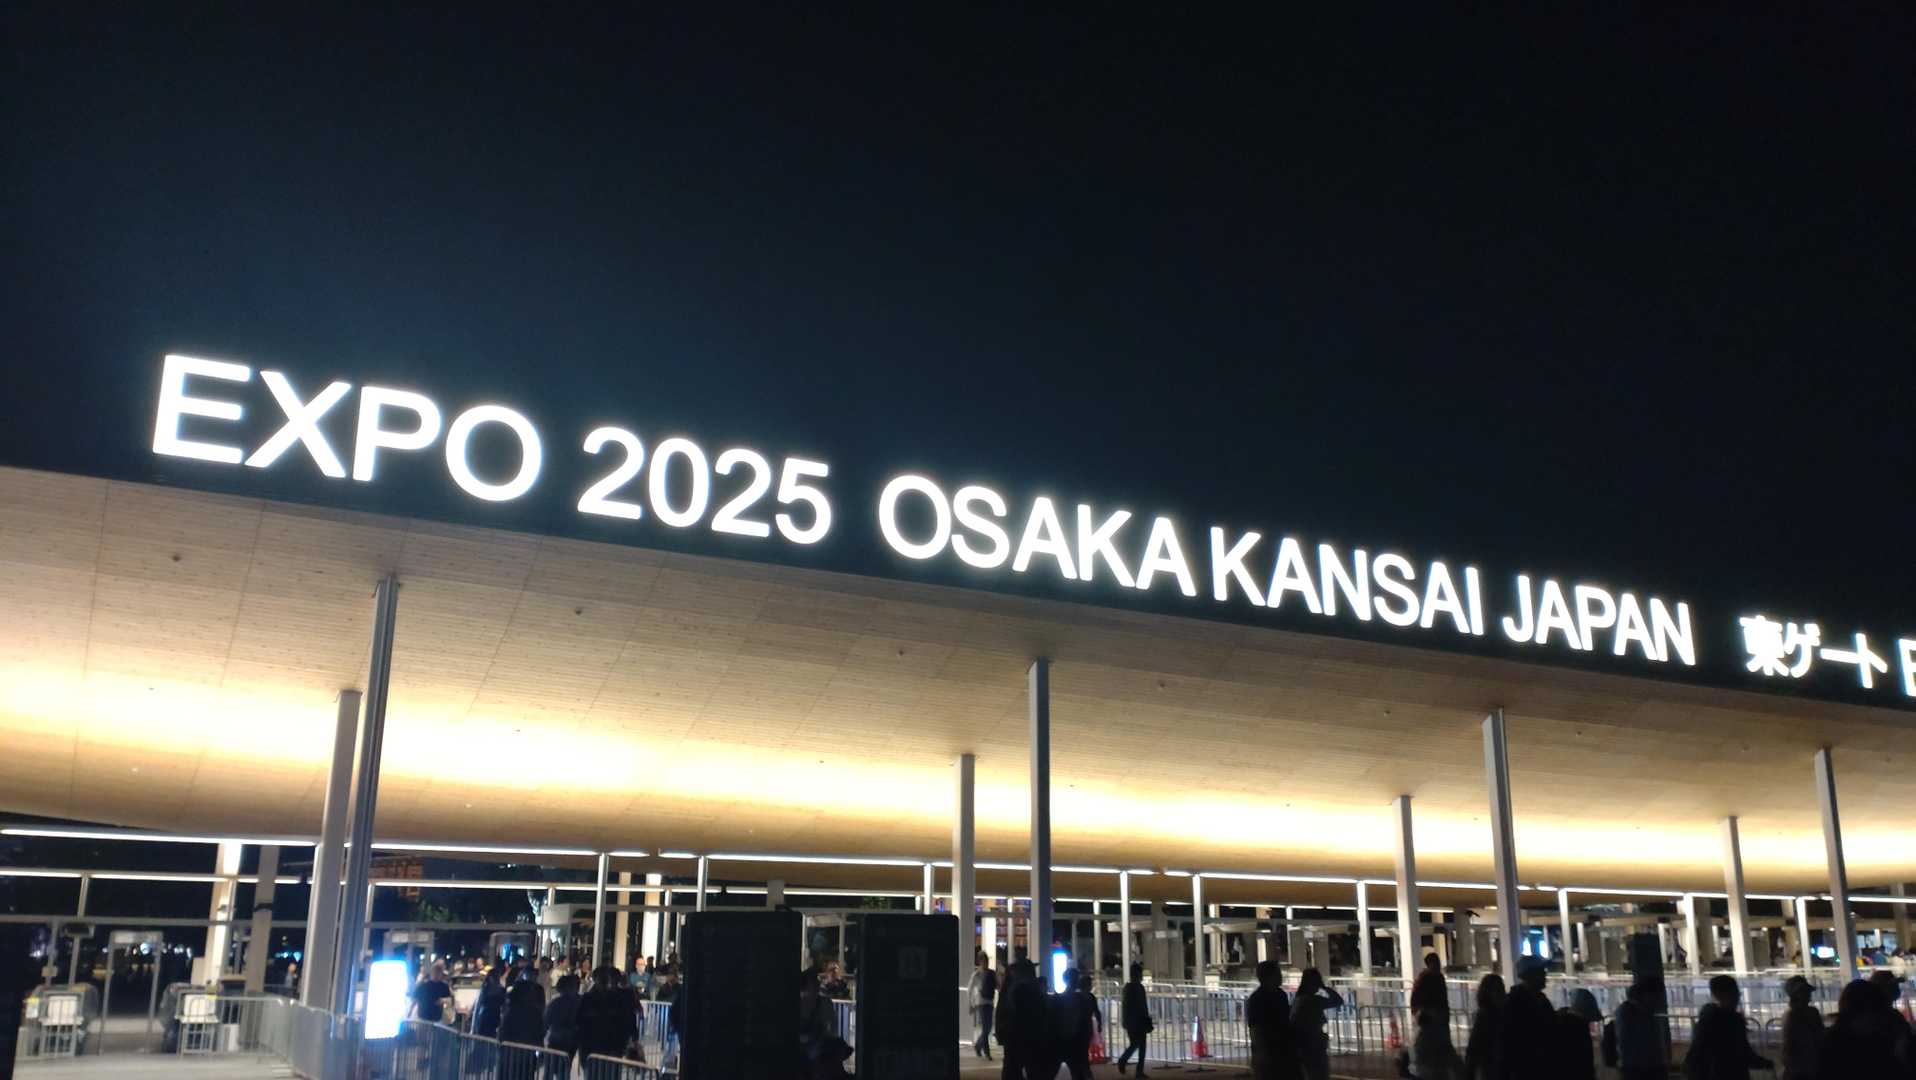 EXPO 2025 OSAKA KANSAI JAPAN 東ゲート